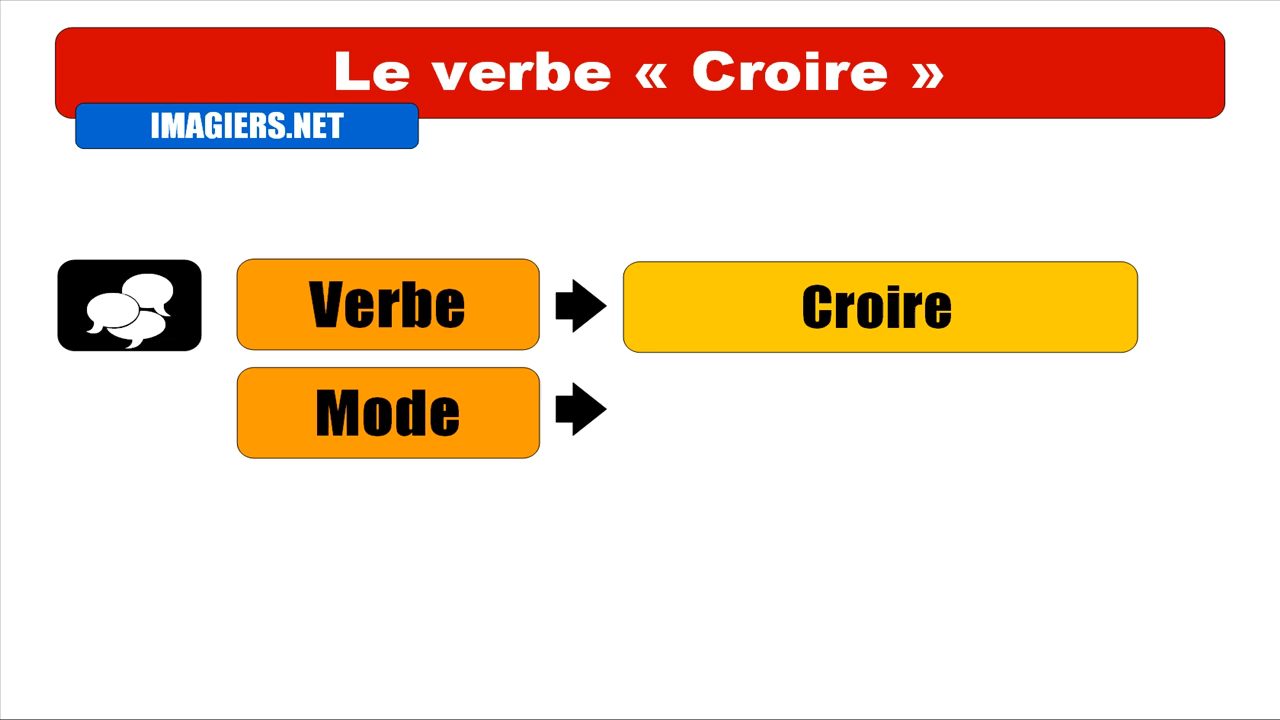 Le verbe « Croire »
IMAGIERS.NET
Verbe
Croire
Mode